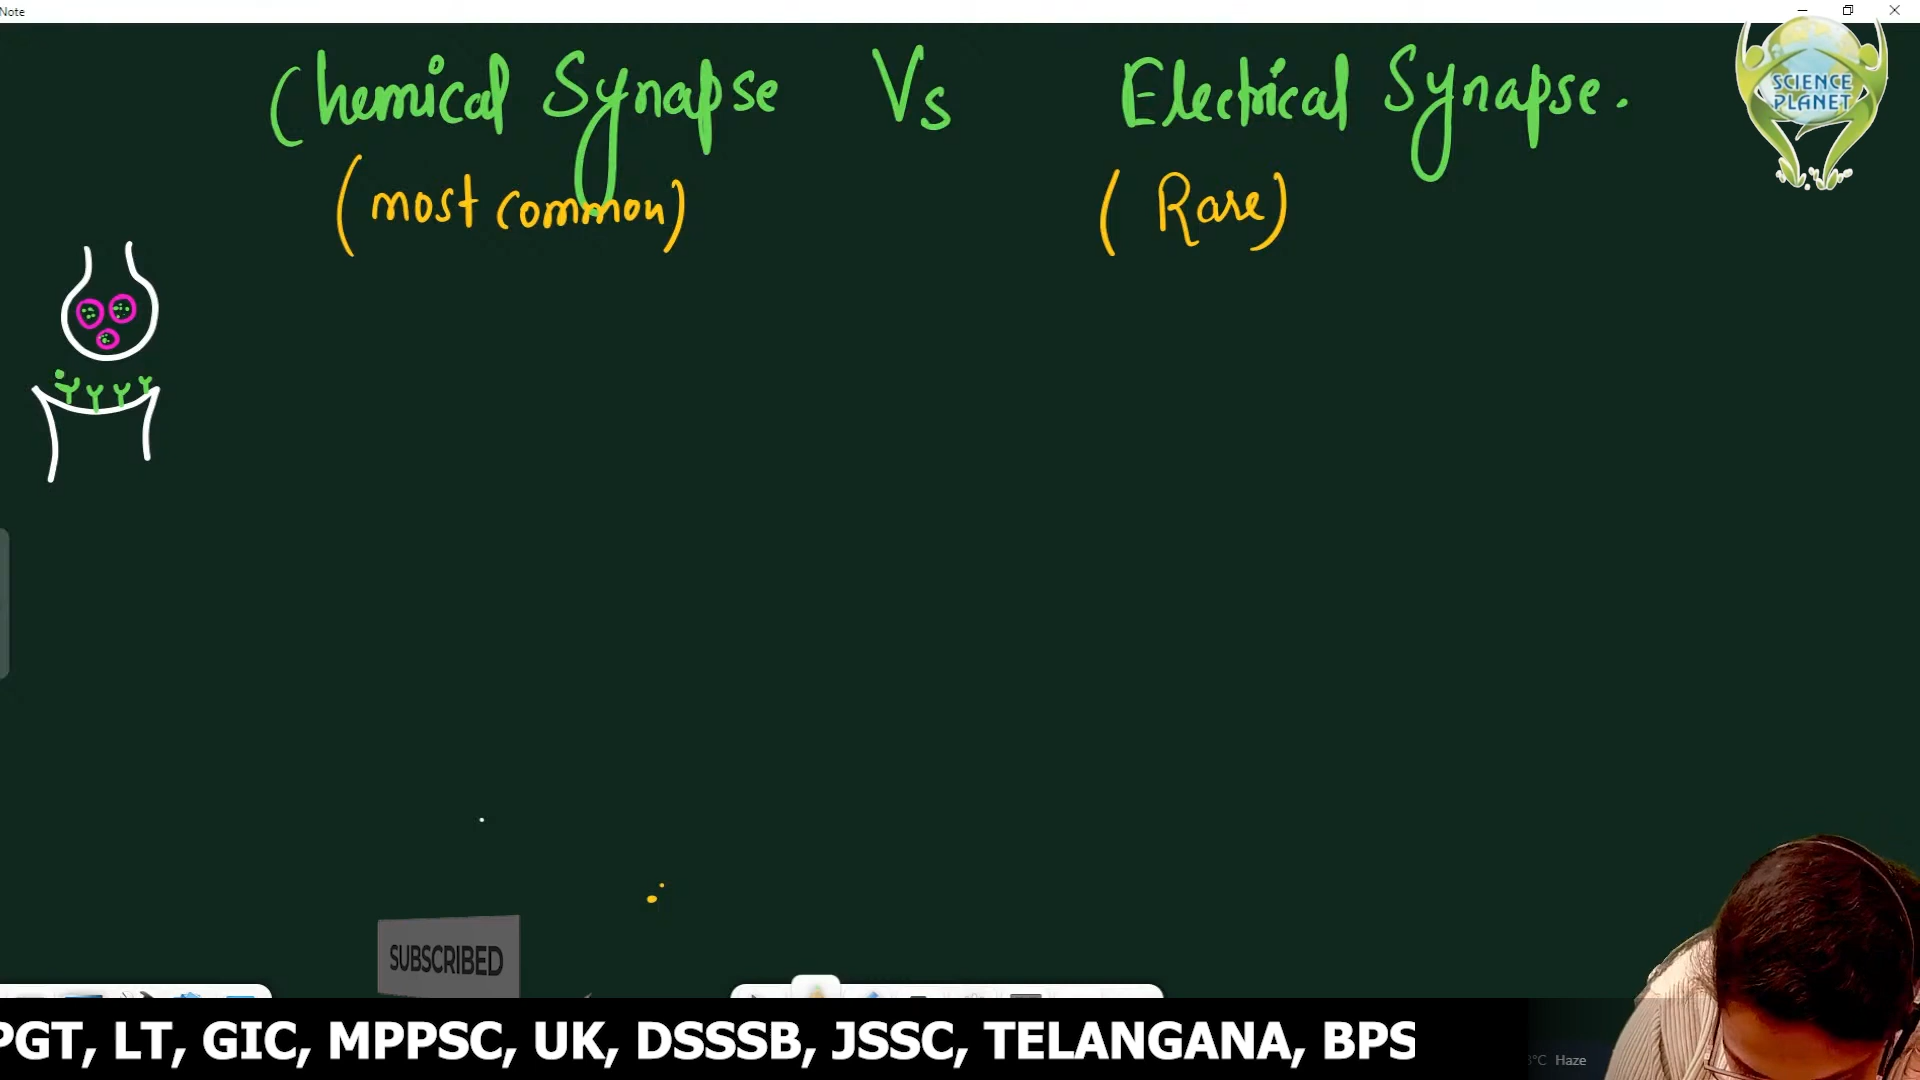 Note
Chemical Synapse Vs Electrical Synapse.
(most common) (Rare)
SCIENCE
PLANET
SUBSCRIBED
PGT, LT, GIC, MPPSC, UK, DSSSB, JSSC, TELANGANA, BPS
3°C Haze